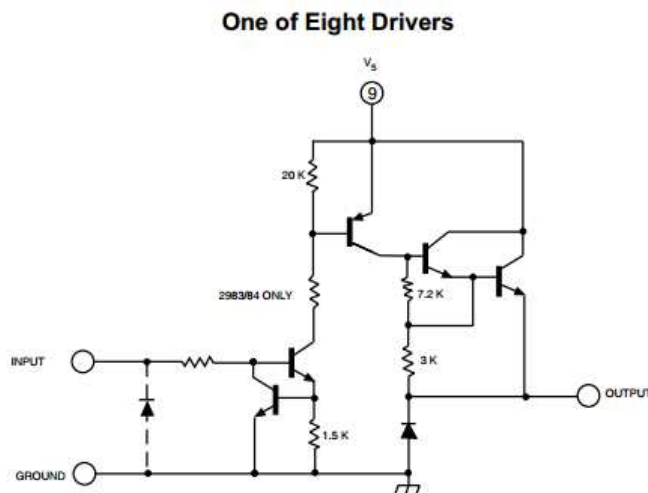 One of Eight Drivers
Vs
9
20 K
2983/84 ONLY
7.2 K
INPUT
3 K
OUTPUT
1.5 K
GROUND